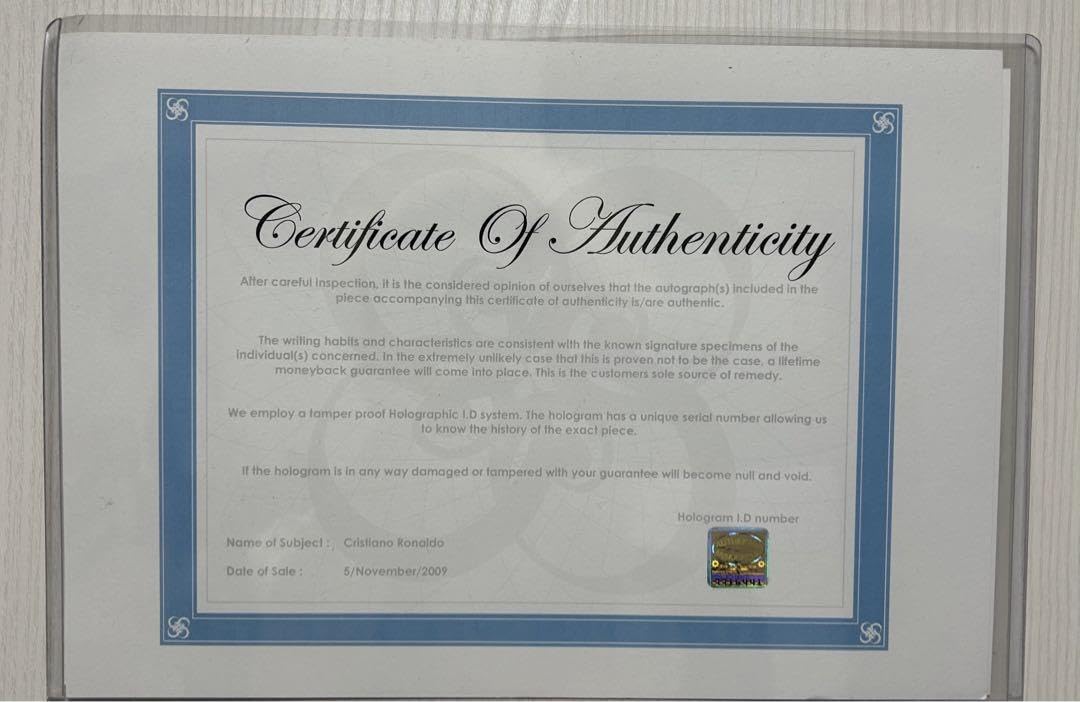 Certificate Of Authenticity
After careful inspection, it is the considered opinion of ourselves that the autograph(s) included in the
piece accompanying this certificate of authenticity is/are authentic.
The writing habits and characteristics are consistent with the known signature specimens of the
individual(s) concerned. In the extremely unlikely case that this is proven not to be the case, a lifetime
moneyback guarantee will come into place. This is the customers sole source of remedy.
We employ a tamper proof Holographic I.D system. The hologram has a unique serial number allowing us
to know the history of the exact piece.
If the hologram is in any way damaged or tampered with your guarantee will become null and void.
Hologram I.D number
Name of Subject : Cristiano Ronaldo
Date of Sale : 5/November/2009